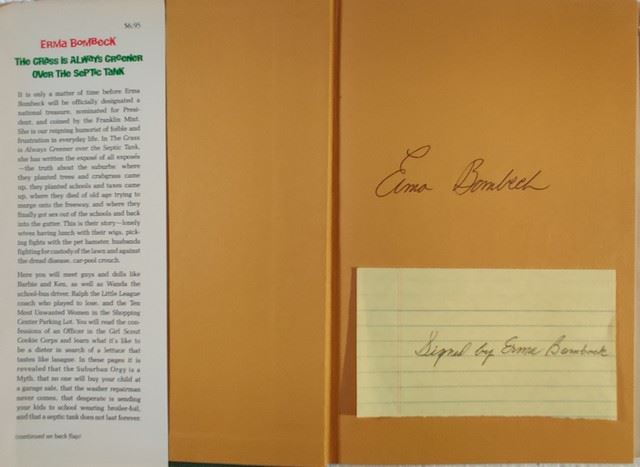 $6.95
ERMA BOMBECK
THE GRASS IS ALWAYS GREENER
OVER THE SEPTIC TANK
It is only a matter of time before Erma
Bombeck will be officially designated a
national treasure, nominated for Presi-
dent, and coined by the Franklin Mint.
She is our reigning humorist of foible and
frustration in everyday life. In The Grass
is Always Greener over the Septic Tank,
she has written the exposé of all exposés
—the truth about the suburbs: where
they planted trees and crabgrass came
up, they planted schools and taxes came
up, where they died of old age trying to
merge onto the freeway, and where they
finally got sex out of the schools and back
into the gutter. This is their story—lonely
wives having lunch with their wigs, pick-
ing fights with the pet hamster, husbands
fighting for custody of the lawn and against
the dread disease, car-pool crouch.
Here you will meet guys and dolls like
Barbie and Ken, as well as Wanda the
school-bus driver, Ralph the Little League
coach who played to lose, and the Ten
Most Unwanted Women in the Shopping
Center Parking Lot. You will read the con-
fessions of an Officer in the Girl Scout
Cookie Corps and learn what it's like to
be a dieter in search of a lettuce that
tastes like lasagne. In these pages it is
revealed that the Suburban Orgy is a
Myth, that no one will buy your child at
a garage sale, that the washer repairman
never comes, that desperate is sending
your kids to school wearing broiler-foil,
and that a septic tank does not last forever.
(continued on back flap)
Erma Bombeck
Signed by Erma Bombeck